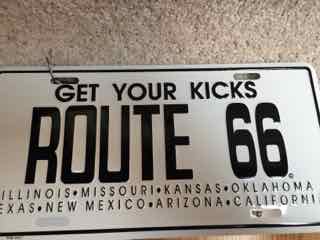 GET YOUR KICKS
ROUTE 66
ILLINOIS•MISSOURI•KANSAS•OKLAHOMA
EXAS•NEW MEXICO•ARIZONA•CALIFORNI